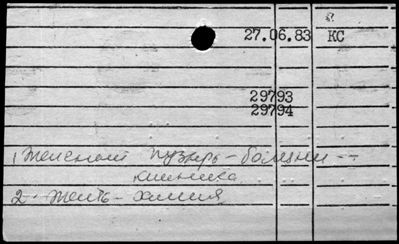 27.06.83 КС
29793
29794
1. Желчный пузырь - болезни -
клиника
2. Желчь - химия